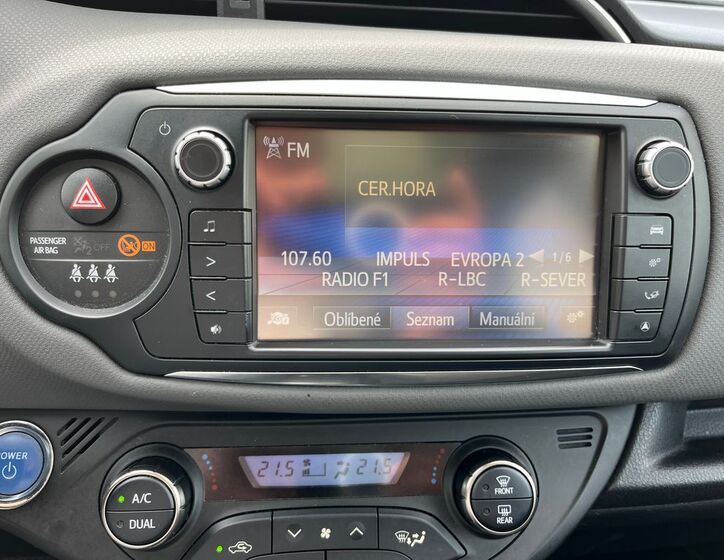 FM
CER.HORA
107.60 IMPULS EVROPA 2 1/6
RADIO F1 R-LBC R-SEVER
Oblíbené Seznam Manuální
PASSENGER
AIR BAG
OFF
ON
POWER
A/C
DUAL
21.5 21.5
FRONT
REAR